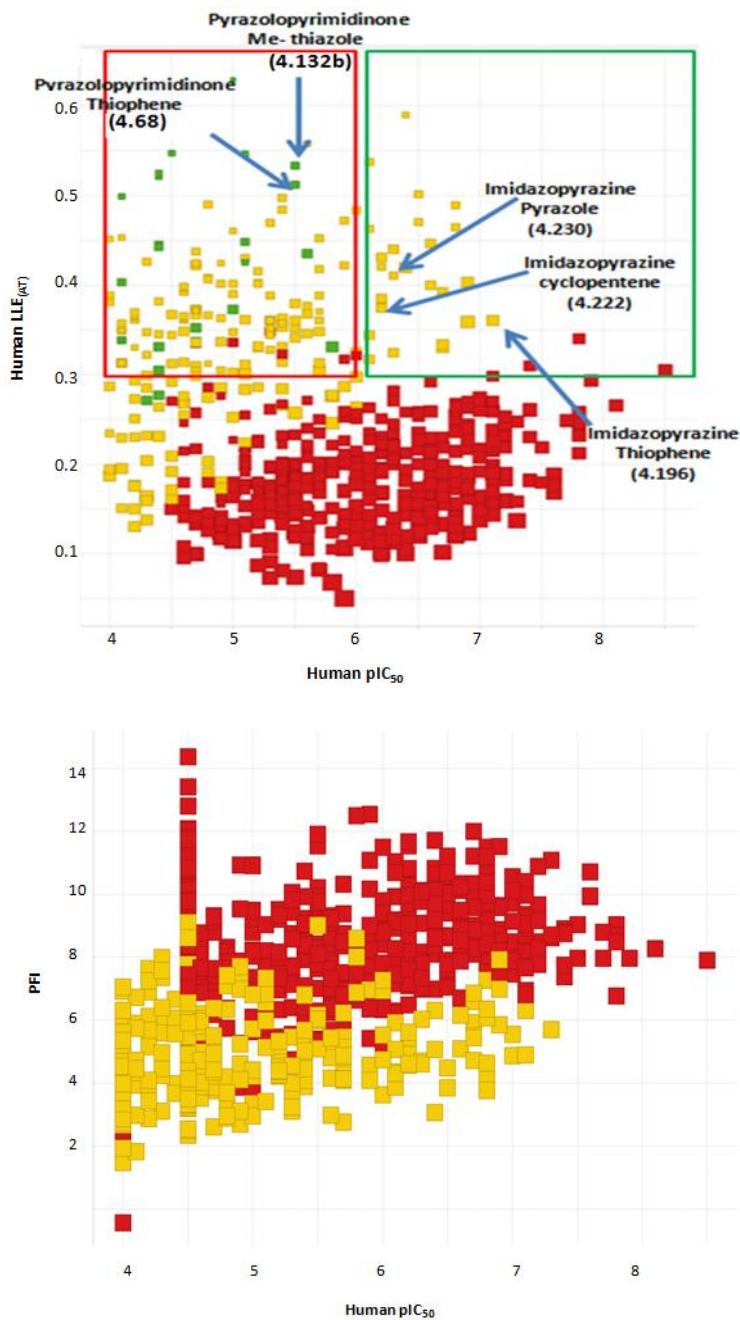 Pyrazolopyrimidinone
Me- thiazole
(4.132b)
Pyrazolopyrimidinone
Thiophene
(4.68)
Imidazopyrazine
Pyrazole
(4.230)
Imidazopyrazine
cyclopentene
(4.222)
Imidazopyrazine
Thiophene
(4.196)
Human LLE(AT)
0.6
0.5
0.4
0.3
0.2
0.1
4 5 6 7 8
Human pIC50
PFI
14
12
10
8
6
4
2
4 5 6 7 8
Human pIC50